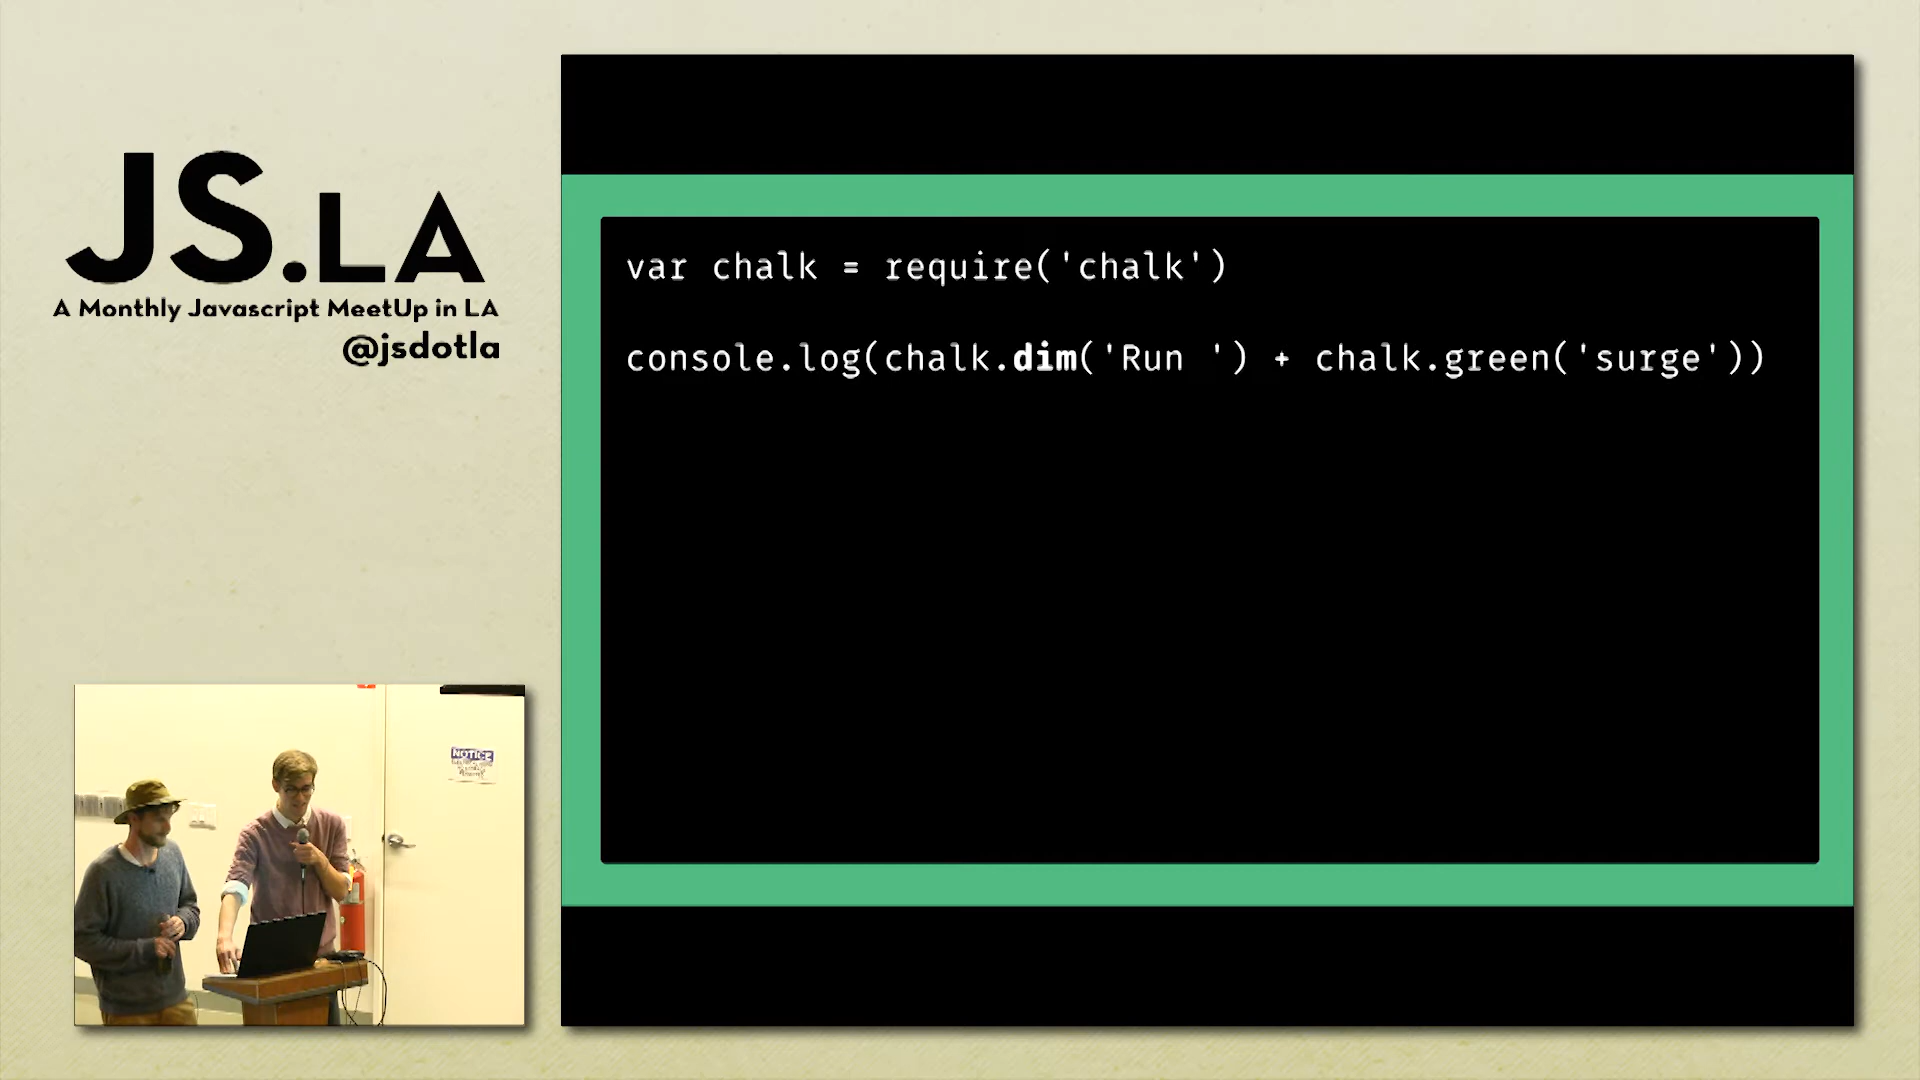 JS.LA
A Monthly Javascript MeetUp in LA
@jsdotla
var chalk = require('chalk')
console.log(chalk.dim('Run ') + chalk.green('surge'))
NOTICE